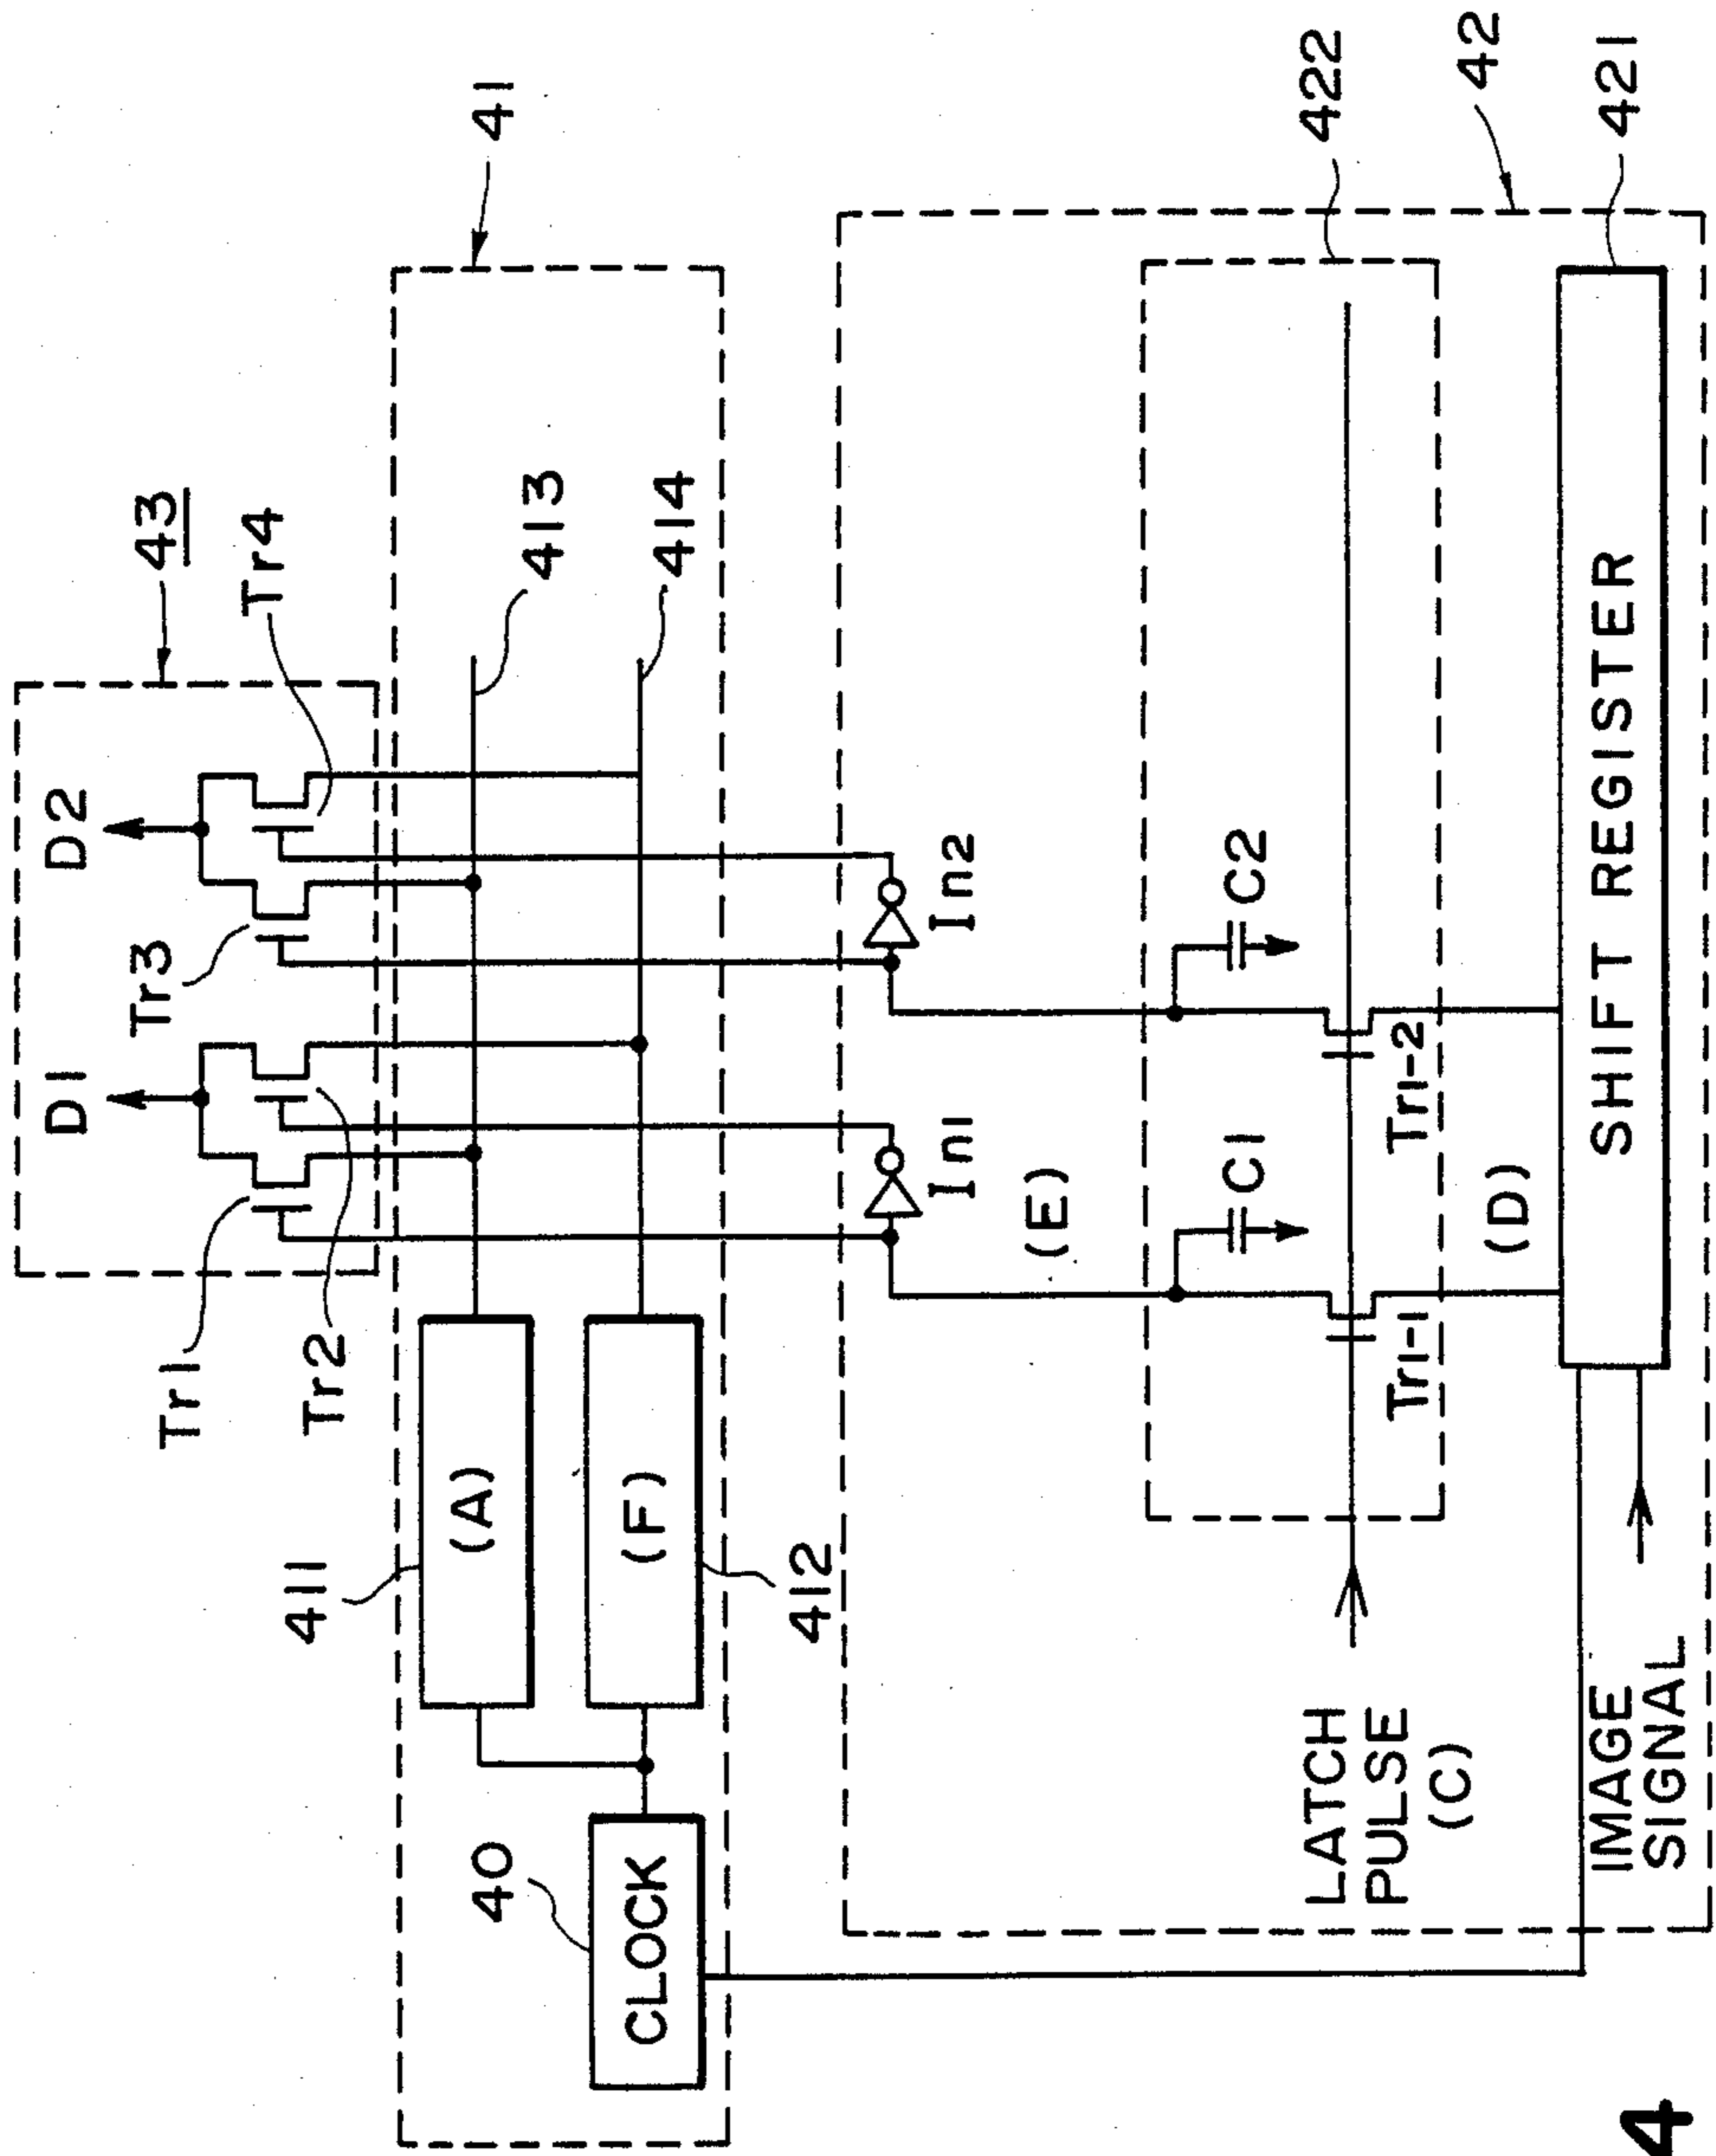 43
D1
D2
Tr1
Tr2
Tr3
Tr4
41
411
(A)
413
40
CLOCK
(F)
414
412
In1
In2
(E)
C1
C2
422
LATCH
PULSE
(C)
Tr1-1
Tr1-2
42
(D)
IMAGE
SIGNAL
SHIFT REGISTER
421
4